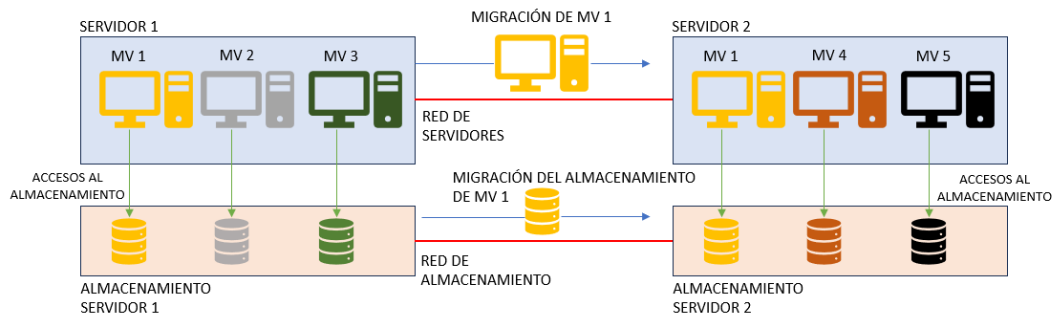 MIGRACIÓN DE MV 1
SERVIDOR 1
SERVIDOR 2
MV 1
MV 2
MV 3
MV 1
MV 4
MV 5
RED DE
SERVIDORES
ACCESOS AL
ALMACENAMIENTO
MIGRACIÓN DEL ALMACENAMIENTO
DE MV 1
ACCESOS AL
ALMACENAMIENTO
RED DE
ALMACENAMIENTO
ALMACENAMIENTO
SERVIDOR 1
ALMACENAMIENTO
SERVIDOR 2